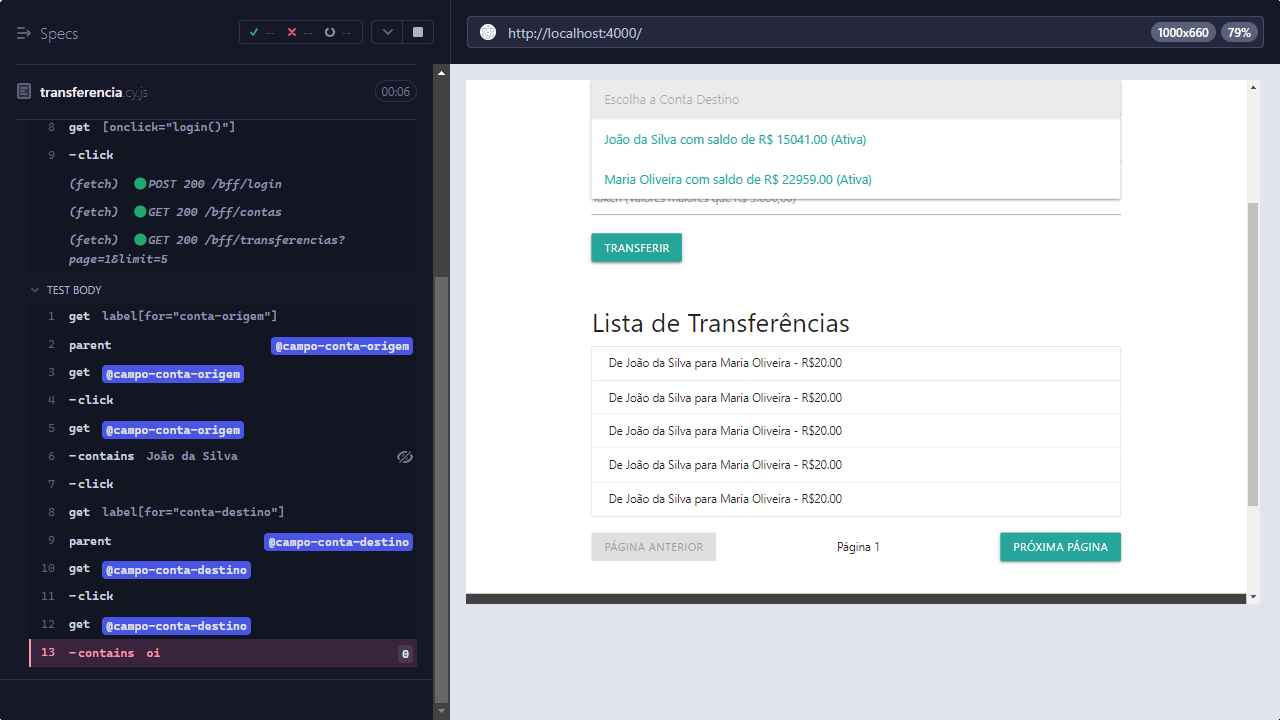 Specs
-- -- --
transferencia.cy.js
00:06
8 get [onclick="login()"]
9 -click
(fetch) POST 200 /bff/login
(fetch) GET 200 /bff/contas
(fetch) GET 200 /bff/transferencias?
page=1&limit=5
TEST BODY
1 get label[for="conta-origem"]
2 parent @campo-conta-origem
3 get @campo-conta-origem
4 -click
5 get @campo-conta-origem
6 -contains João da Silva
7 -click
8 get label[for="conta-destino"]
9 parent @campo-conta-destino
10 get @campo-conta-destino
11 -click
12 get @campo-conta-destino
13 -contains oi 0
http://localhost:4000/
1000x660 79%
Escolha a Conta Destino
João da Silva com saldo de R$ 15041.00 (Ativa)
Maria Oliveira com saldo de R$ 22959.00 (Ativa)
Token (Valores maiores que R$ 5.000,00)
TRANSFERIR
Lista de Transferências
De João da Silva para Maria Oliveira - R$20.00
De João da Silva para Maria Oliveira - R$20.00
De João da Silva para Maria Oliveira - R$20.00
De João da Silva para Maria Oliveira - R$20.00
De João da Silva para Maria Oliveira - R$20.00
PÁGINA ANTERIOR
Página 1
PRÓXIMA PÁGINA